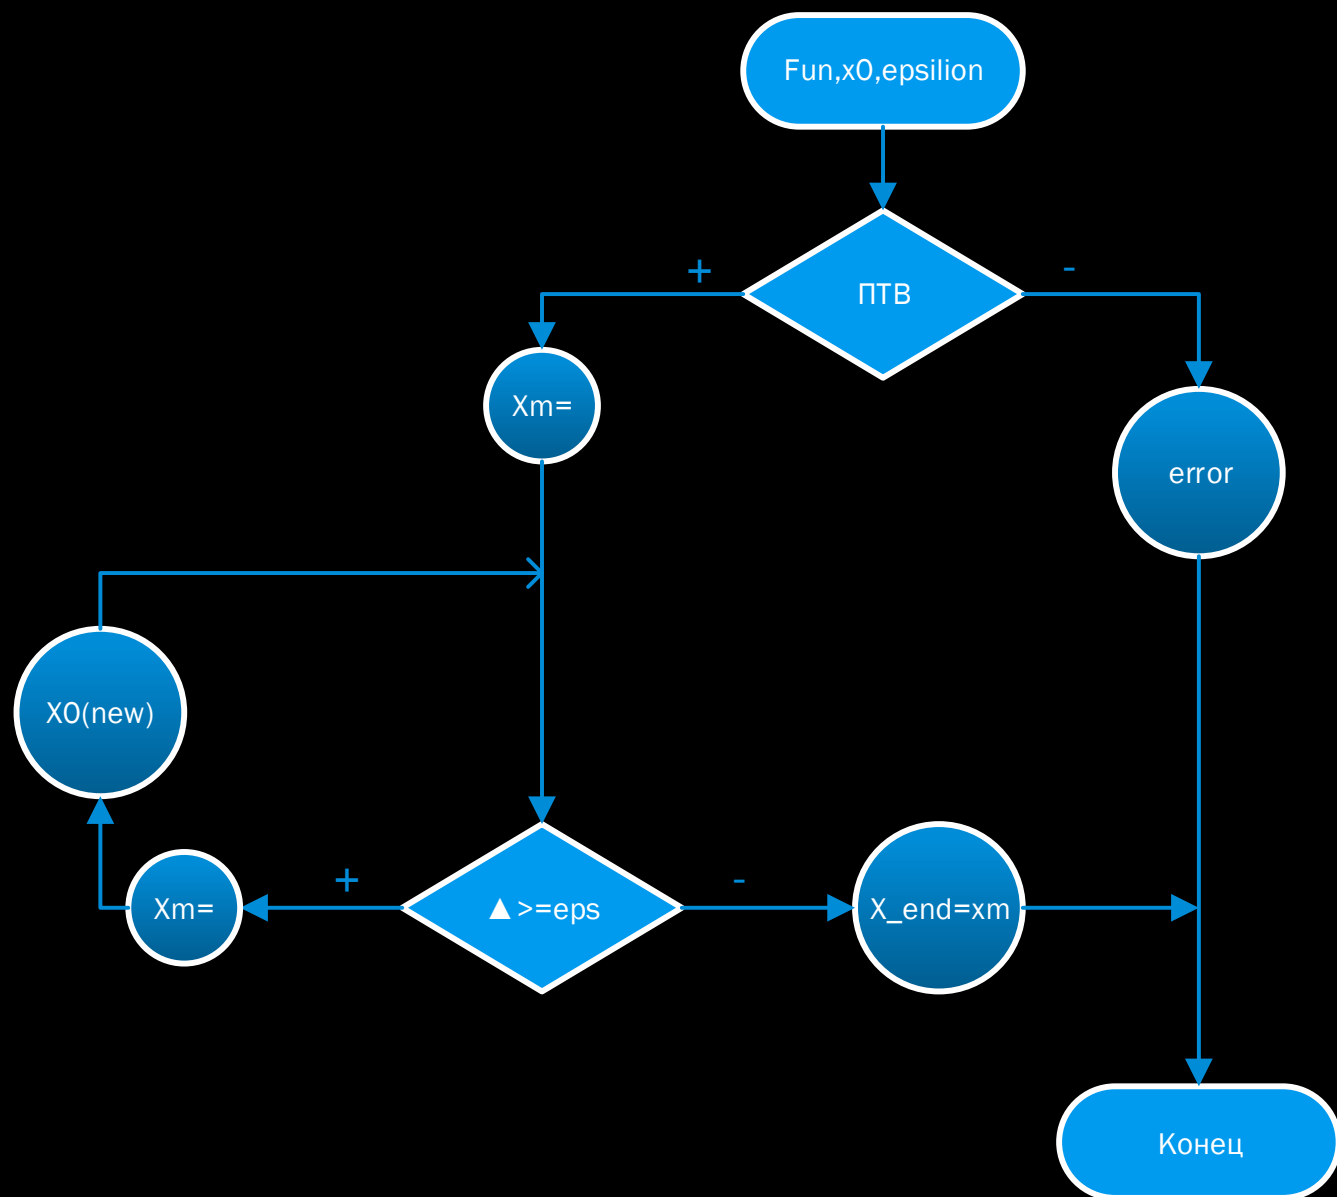 Fun,x0,epsilion
+
-
ПТВ
Xm=
error
X0(new)
+
-
Xm=
▲>=eps
X_end=xm
Конец